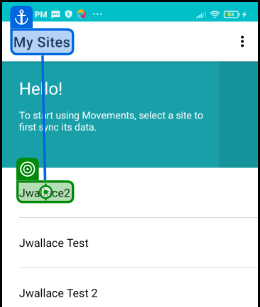 PM
My Sites
Hello!
To start using Movements, select a site to
first sync its data.
Jwallace2
Jwallace Test
Jwallace Test 2